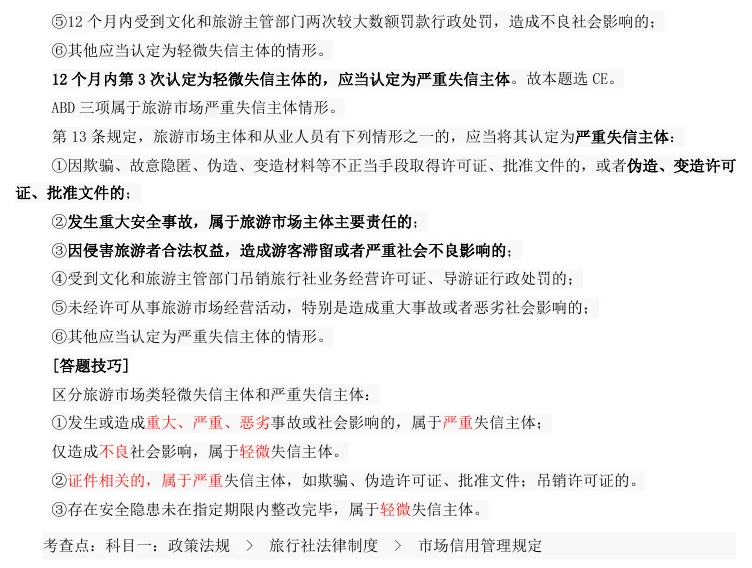 ⑤12 个月内受到文化和旅游主管部门两次较大数额罚款行政处罚，造成不良社会影响的；
⑥其他应当认定为轻微失信主体的情形。
12 个月内第 3 次认定为轻微失信主体的，应当认定为严重失信主体。故本题选 CE。
ABD 三项属于旅游市场严重失信主体情形。
第 13 条规定，旅游市场主体和从业人员有下列情形之一的，应当将其认定为严重失信主体：
①因欺骗、故意隐匿、伪造、变造材料等不正当手段取得许可证、批准文件的，或者伪造、变造许可
证、批准文件的；
②发生重大安全事故，属于旅游市场主体主要责任的；
③因侵害旅游者合法权益，造成游客滞留或者严重社会不良影响的；
④受到文化和旅游主管部门吊销旅行社业务经营许可证、导游证行政处罚的；
⑤未经许可从事旅游市场经营活动，特别是造成重大事故或者恶劣社会影响的；
⑥其他应当认定为严重失信主体的情形。
[答题技巧]
区分旅游市场类轻微失信主体和严重失信主体：
①发生或造成重大、严重、恶劣事故或社会影响的，属于严重失信主体；
仅造成不良社会影响，属于轻微失信主体。
②证件相关的，属于严重失信主体，如欺骗、伪造许可证、批准文件；吊销许可证的。
③存在安全隐患未在指定期限内整改完毕，属于轻微失信主体。
考查点：科目一：政策法规 > 旅行社法律制度 > 市场信用管理规定